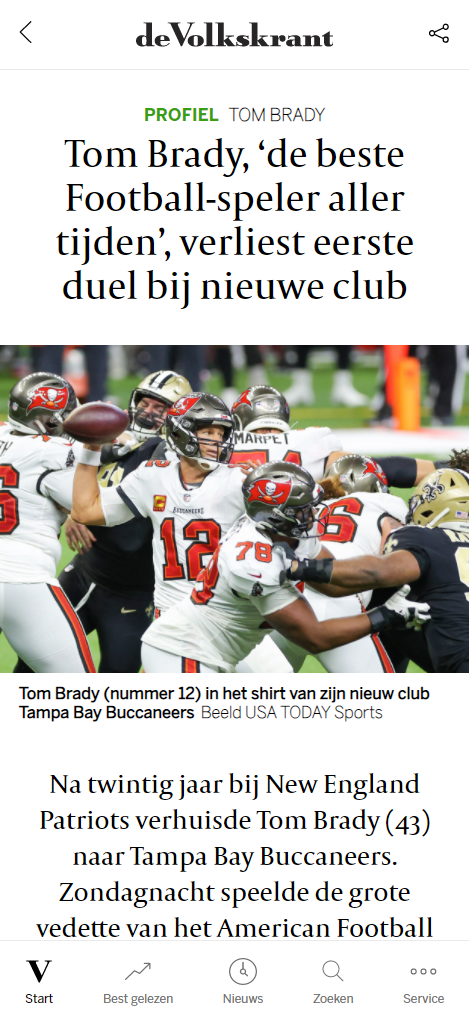 deVolkskrant
PROFIEL TOM BRADY
Tom Brady, ‘de beste
Football-speler aller
tijden’, verliest eerste
duel bij nieuwe club
MARPET
BUCCANEERS
12
78
Tom Brady (nummer 12) in het shirt van zijn nieuw club
Tampa Bay Buccaneers Beeld USA TODAY Sports
Na twintig jaar bij New England
Patriots verhuisde Tom Brady (43)
naar Tampa Bay Buccaneers.
Zondagnacht speelde de grote
vedette van het American Football
V
Start
Best gelezen
Nieuws
Zoeken
Service